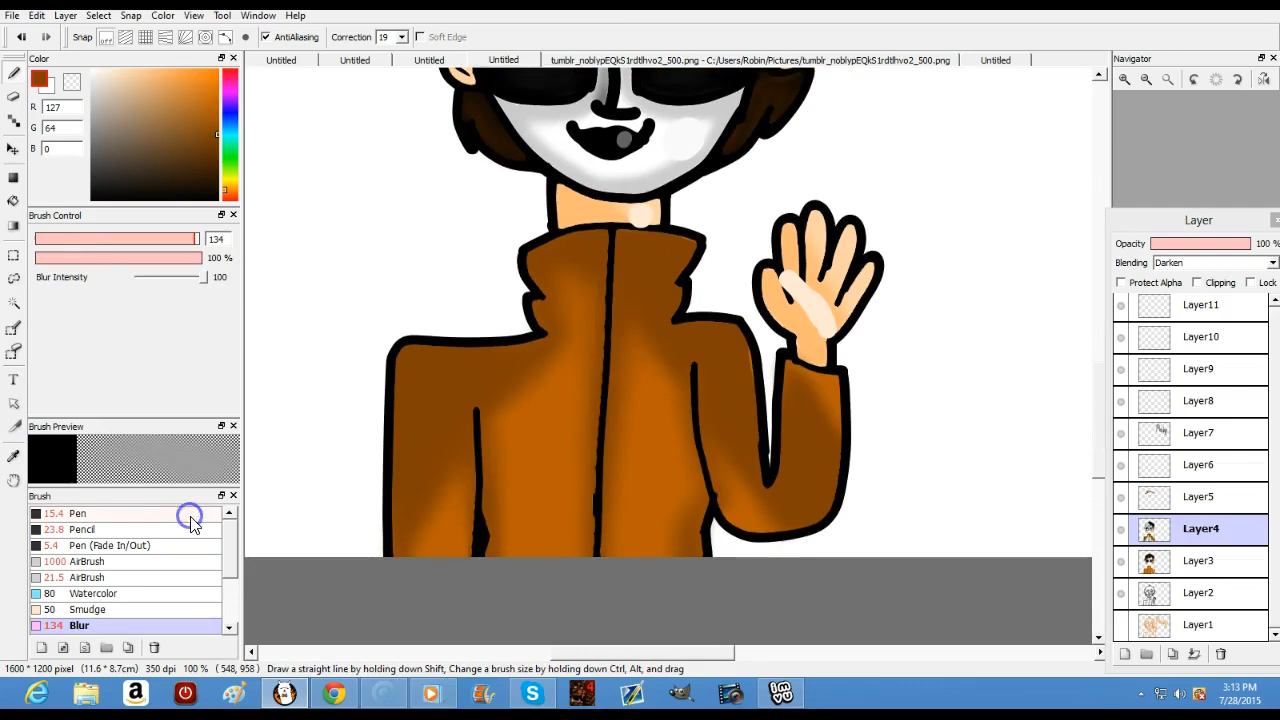 File Edit Layer Select Snap Color View Tool Window Help
Snap off AntiAliasing Correction 19 Soft Edge
Untitled Untitled Untitled Untitled tumblr_noblypEQkS1rdtlhvo2_500.png - C:/Users/Robin/Pictures/tumblr_noblypEQkS1rdtlhvo2_500.png Untitled
Color
R 127
G 64
B 0
Brush Control
134
100 %
Blur Intensity 100
Brush Preview
Brush
15.4 Pen
23.8 Pencil
5.4 Pen (Fade In/Out)
1000 AirBrush
21.5 AirBrush
80 Watercolor
50 Smudge
134 Blur
Navigator
Layer
Opacity 100 %
Blending Darken
Protect Alpha Clipping Lock
Layer11
Layer10
Layer9
Layer8
Layer7
Layer6
Layer5
Layer4
Layer3
Layer2
Layer1
1600 * 1200 pixel (11.6 * 8.7cm) 350 dpi 100 % ( 548, 958 ) Draw a straight line by holding down Shift, Change a brush size by holding down Ctrl, Alt, and drag
3:13 PM
7/28/2015